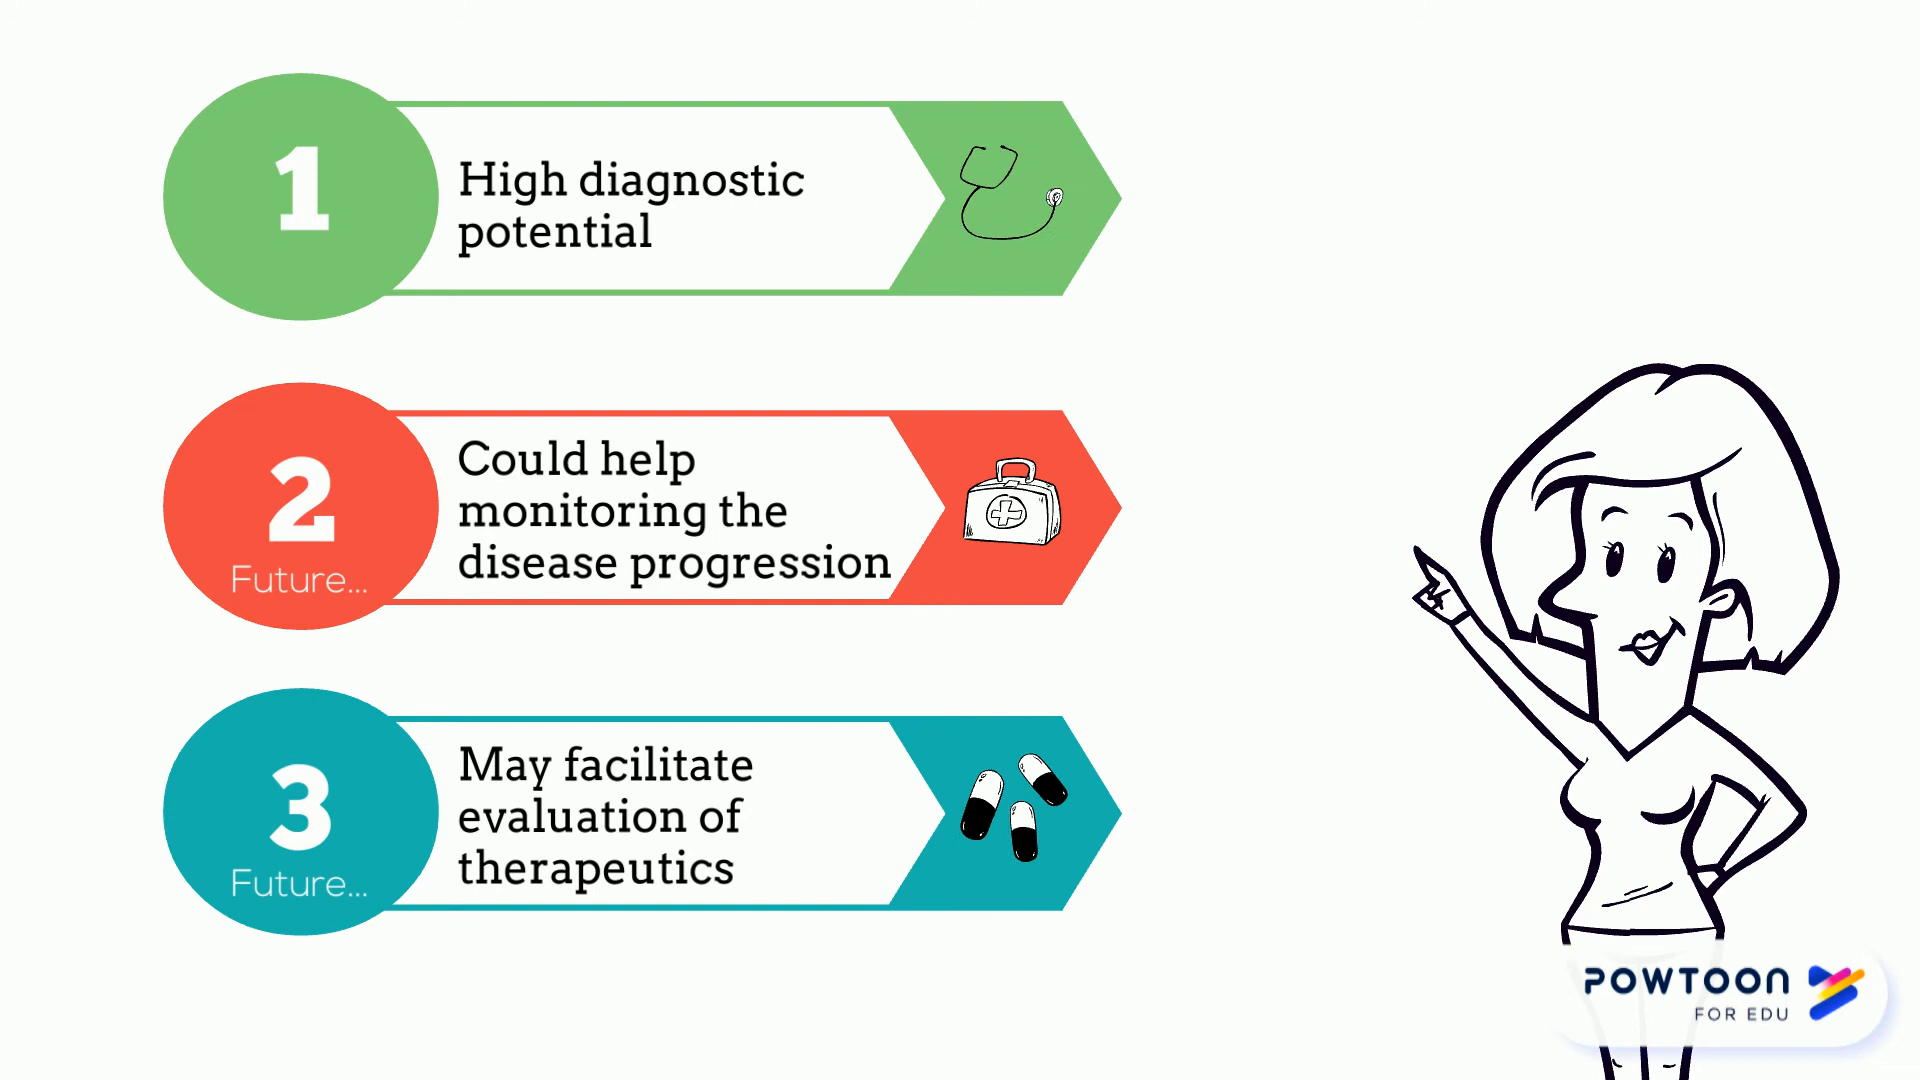 1
High diagnostic
potential
2
Future...
Could help
monitoring the
disease progression
3
Future...
May facilitate
evaluation of
therapeutics
POWTOON
FOR EDU